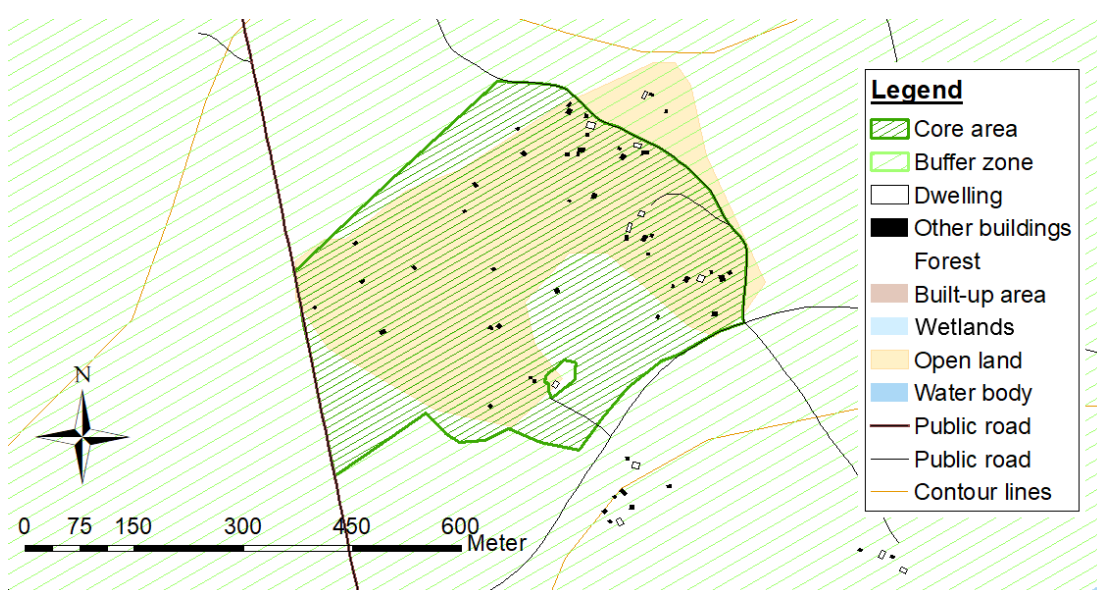 Legend
Core area
Buffer zone
Dwelling
Other buildings
Forest
Built-up area
Wetlands
Open land
Water body
Public road
Public road
Contour lines
N
0 75 150 300 450 600
Meter